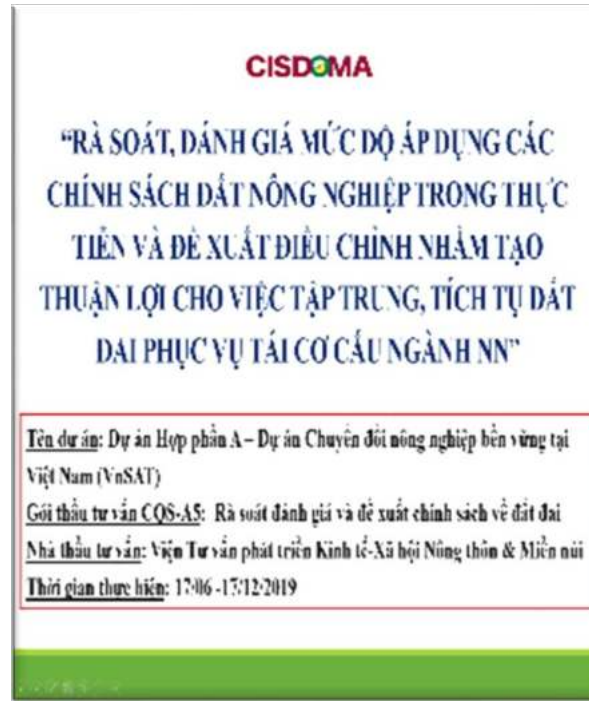 CISDOMA
“RÀ SOÁT, ĐÁNH GIÁ MỨC ĐỘ ÁP DỤNG CÁC
CHÍNH SÁCH ĐẤT NÔNG NGHIỆP TRONG THỰC
TIỄN VÀ ĐỀ XUẤT ĐIỀU CHỈNH NHẰM TẠO
THUẬN LỢI CHO VIỆC TẬP TRUNG, TÍCH TỤ ĐẤT
ĐAI PHỤC VỤ TÁI CƠ CẤU NGÀNH NN”
Tên dự án: Dự án Hợp phần A – Dự án Chuyển đổi nông nghiệp bền vững tại
Việt Nam (VnSAT)
Gói thầu tư vấn CQS-A5: Rà soát đánh giá và đề xuất chính sách về đất đai
Nhà thầu tư vấn: Viện Tư vấn phát triển Kinh tế-Xã hội Nông thôn & Miền núi
Thời gian thực hiện: 17/06 -17/12/2019